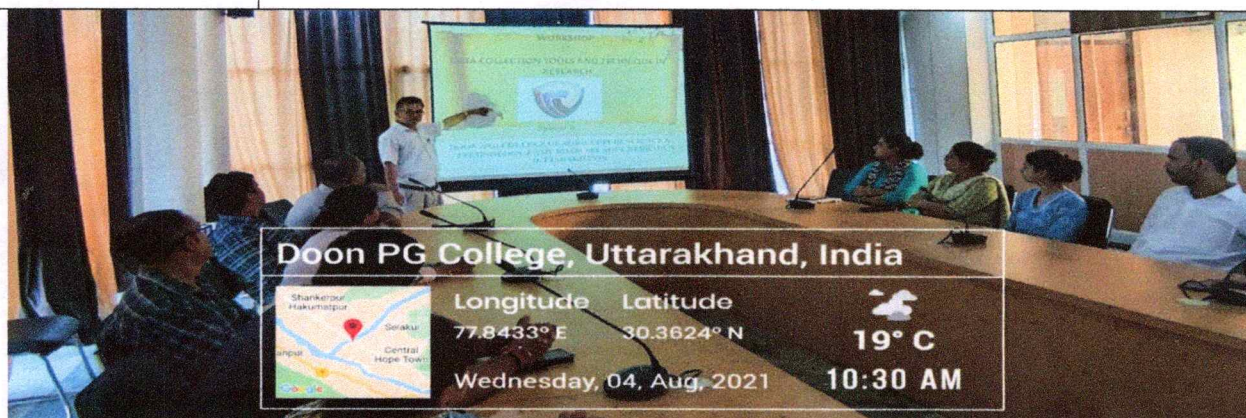 WORKSHOP
DATA COLLECTION TOOLS AND TECHNIQUE IN
RESEARCH
Doon PG College, Uttarakhand, India
Shankerpur
Hakumatpur
Selakui
Central
Hope Town
Google
Longitude Latitude
77.8433° E 30.3624° N
19° C
Wednesday, 04, Aug, 2021 10:30 AM